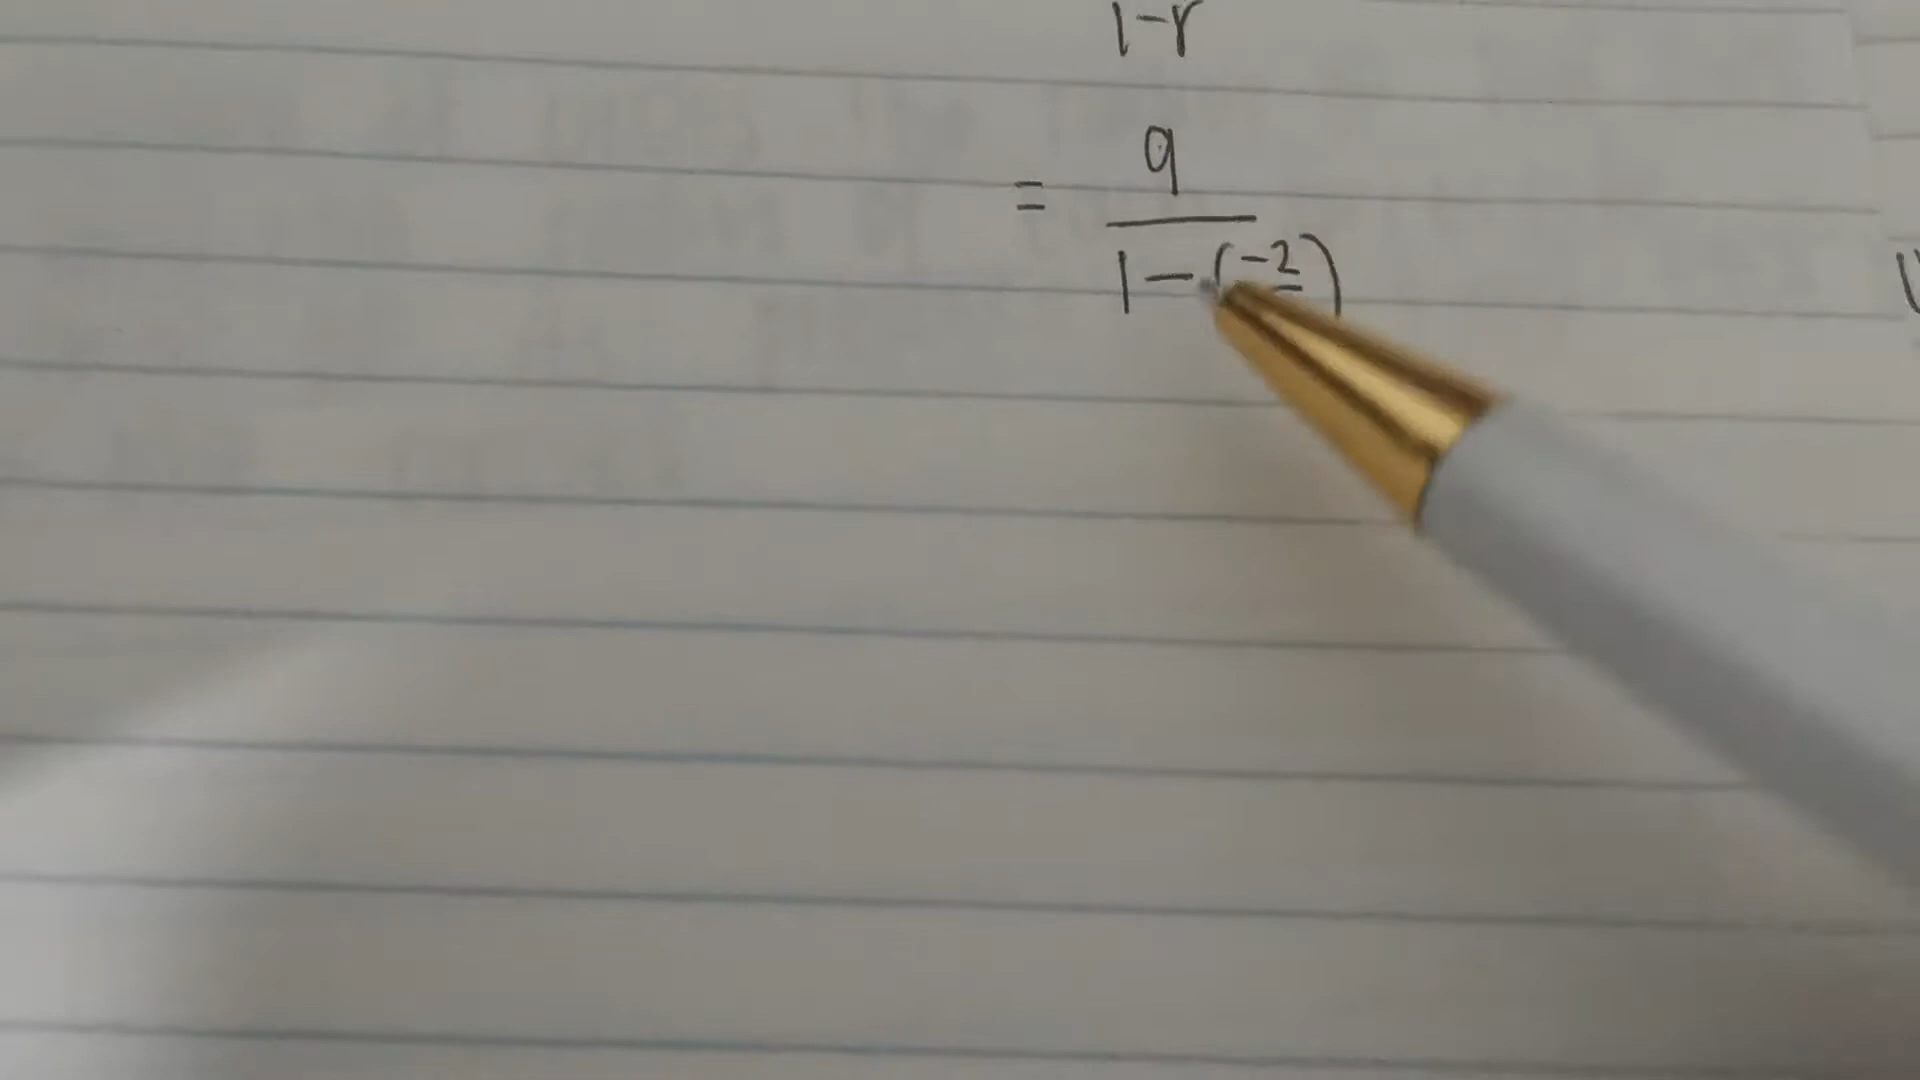 1-r
= 9
1-(-2)